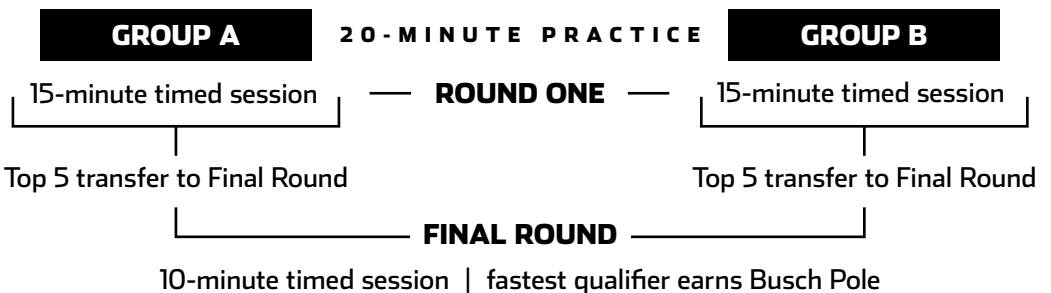 GROUP A 20-MINUTE PRACTICE GROUP B
15-minute timed session ROUND ONE 15-minute timed session
Top 5 transfer to Final Round Top 5 transfer to Final Round
FINAL ROUND
10-minute timed session | fastest qualifier earns Busch Pole